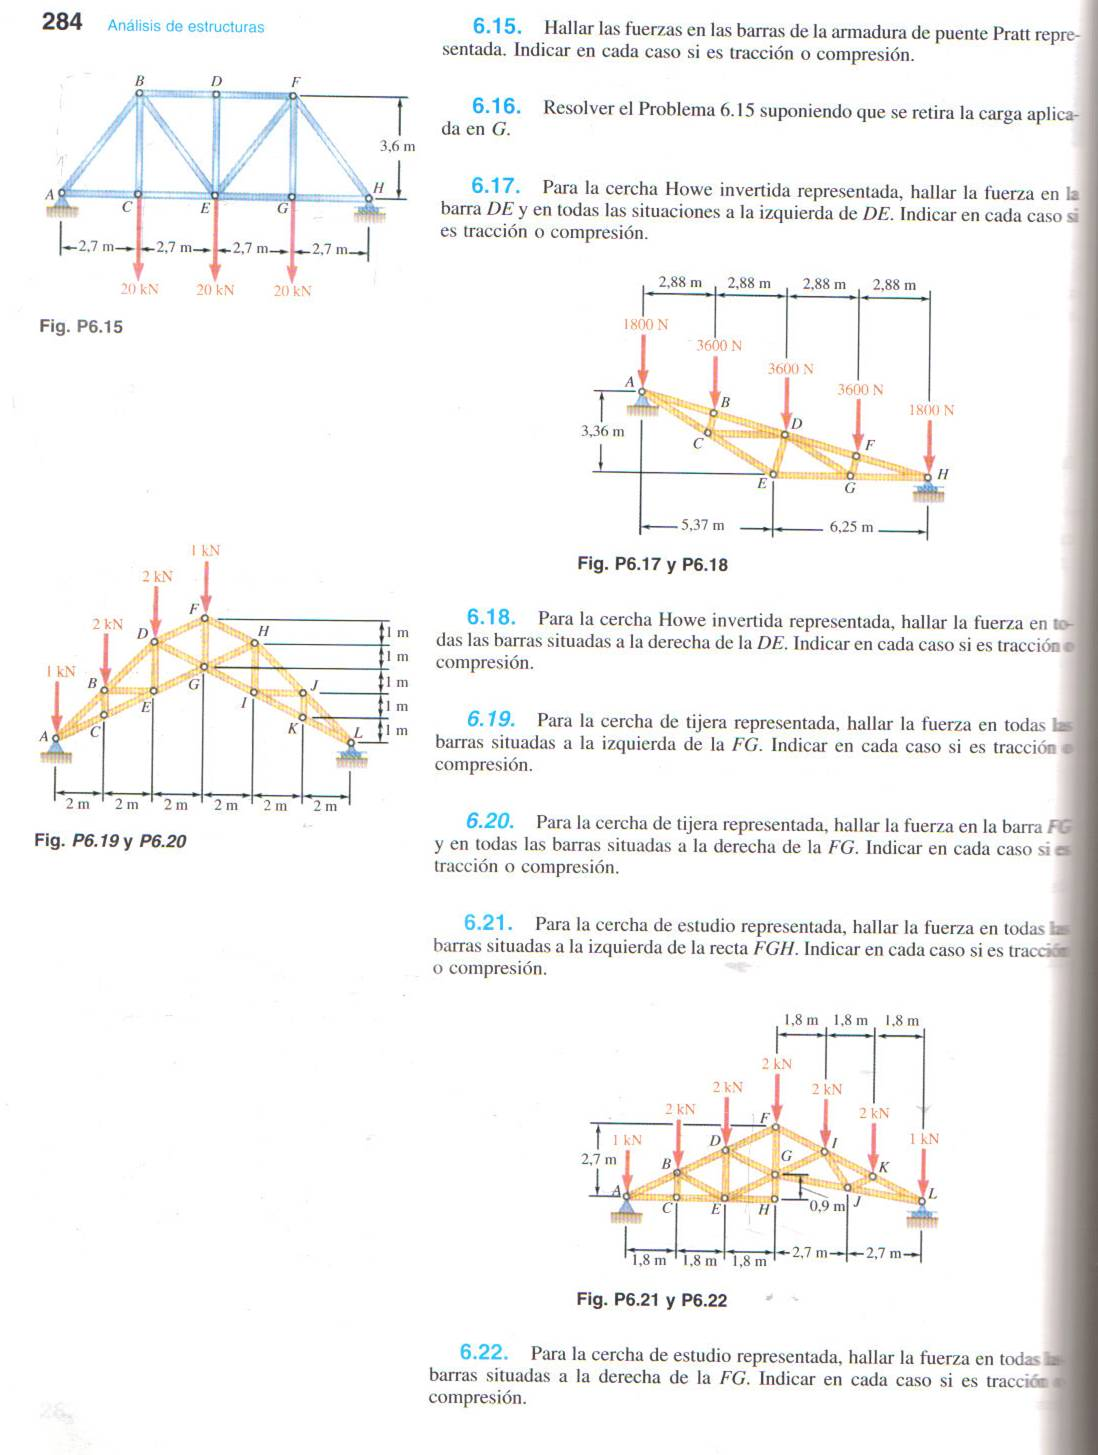 284 Análisis de estructuras
6.15. Hallar las fuerzas en las barras de la armadura de puente Pratt repre-
sentada. Indicar en cada caso si es tracción o compresión.
6.16. Resolver el Problema 6.15 suponiendo que se retira la carga aplica-
da en G.
6.17. Para la cercha Howe invertida representada, hallar la fuerza en la
barra DE y en todas las situaciones a la izquierda de DE. Indicar en cada caso si
es tracción o compresión.
B D F
3,6 m
A C E G H
2,7 m 2,7 m 2,7 m 2,7 m
20 kN 20 kN 20 kN
Fig. P6.15
2,88 m 2,88 m 2,88 m 2,88 m
1800 N
3600 N
3600 N
3600 N
1800 N
A
B
3,36 m
C
D
F
E
G
H
5,37 m 6,25 m
Fig. P6.17 y P6.18
1 kN
2 kN
F
2 kN
D
H
1 m
1 m
1 kN
B
G
J
1 m
E
I
1 m
A
C
K
L
1 m
2 m 2 m 2 m 2 m 2 m 2 m
Fig. P6.19 y P6.20
6.18. Para la cercha Howe invertida representada, hallar la fuerza en to-
das las barras situadas a la derecha de la DE. Indicar en cada caso si es tracción o
compresión.
6.19. Para la cercha de tijera representada, hallar la fuerza en todas las
barras situadas a la izquierda de la FG. Indicar en cada caso si es tracción o
compresión.
6.20. Para la cercha de tijera representada, hallar la fuerza en la barra FG
y en todas las barras situadas a la derecha de la FG. Indicar en cada caso si es
tracción o compresión.
6.21. Para la cercha de estudio representada, hallar la fuerza en todas las
barras situadas a la izquierda de la recta FGH. Indicar en cada caso si es tracción
o compresión.
1,8 m 1,8 m 1,8 m
2 kN
2 kN 2 kN
2 kN 2 kN
F
1 kN
D
I
1 kN
2,7 m
B
G
K
A
L
C E H 0,9 m J
1,8 m 1,8 m 1,8 m 2,7 m 2,7 m
Fig. P6.21 y P6.22
6.22. Para la cercha de estudio representada, hallar la fuerza en todas las
barras situadas a la derecha de la FG. Indicar en cada caso si es tracción o
compresión.